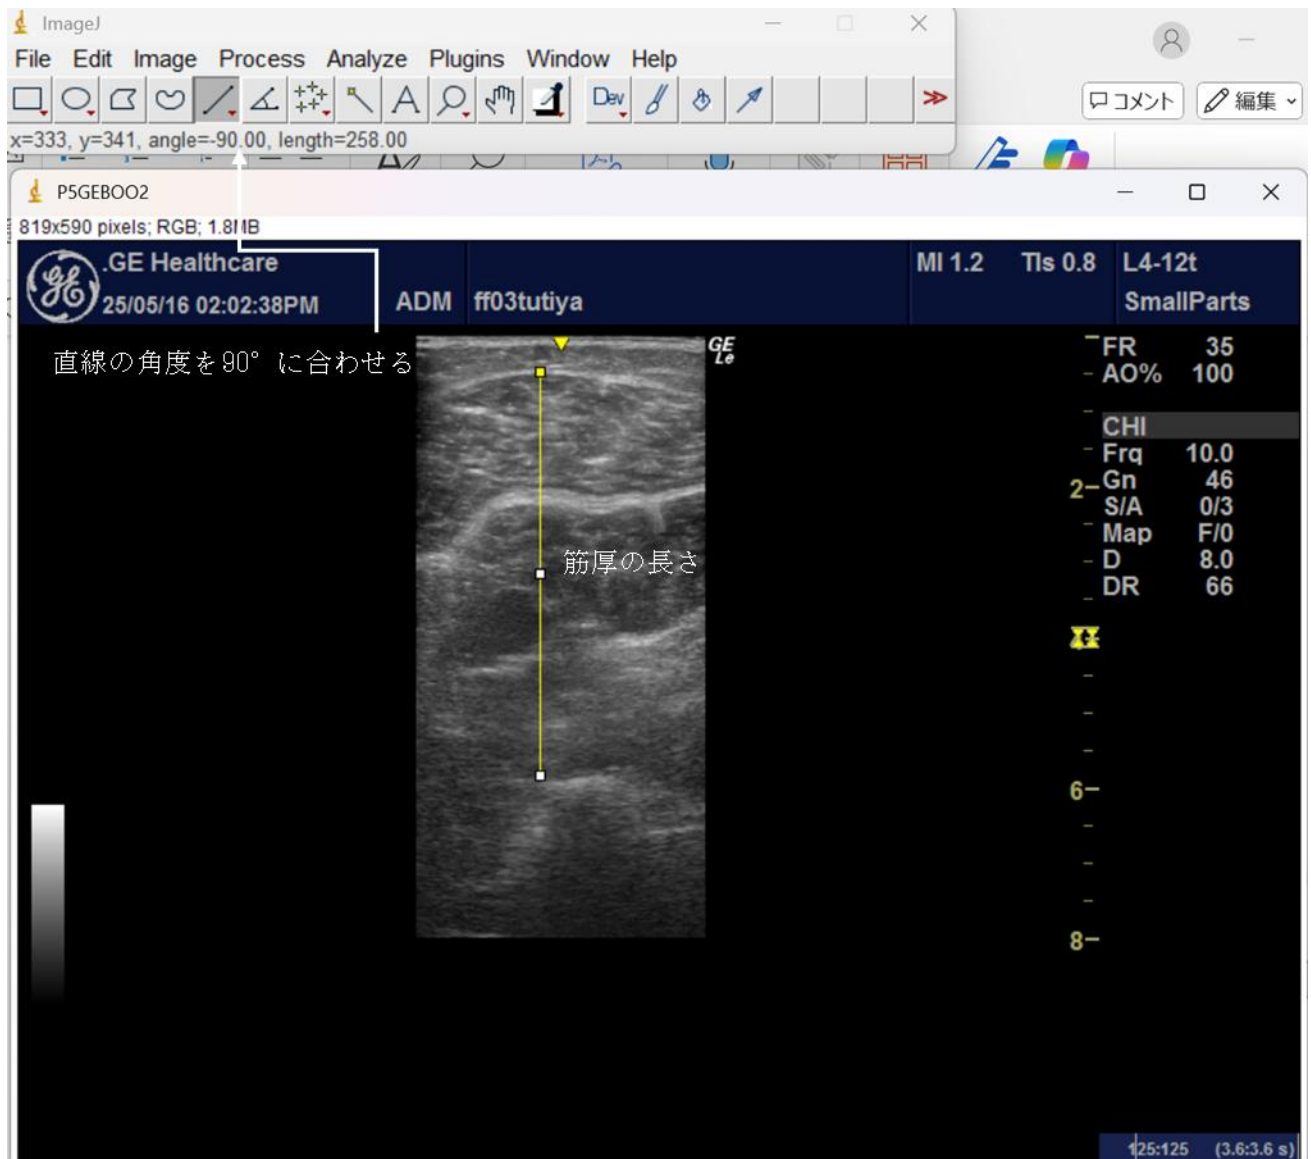 ImageJ
File Edit Image Process Analyze Plugins Window Help
Dev
コメント
編集
x=333, y=341, angle=-90.00, length=258.00
P5GEBOO2
819x590 pixels; RGB; 1.8MB
GE Healthcare
25/05/16 02:02:38PM
ADM ff03tutiya
MI 1.2 TIs 0.8 L4-12t
SmallParts
直線の角度を90°に合わせる
GE
Le
FR 35
AO% 100
CHI
Frq 10.0
Gn 46
S/A 0/3
Map F/0
D 8.0
DR 66
2
筋厚の長さ
6
8
125:125 (3.6:3.6 s)